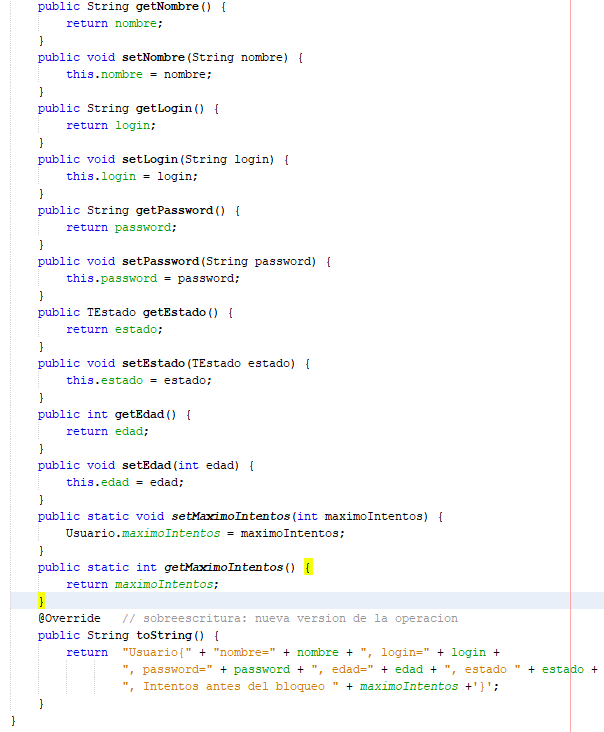 public String getNombre() {
return nombre;
}
public void setNombre(String nombre) {
this.nombre = nombre;
}
public String getLogin() {
return login;
}
public void setLogin(String login) {
this.login = login;
}
public String getPassword() {
return password;
}
public void setPassword(String password) {
this.password = password;
}
public TEstado getEstado() {
return estado;
}
public void setEstado(TEstado estado) {
this.estado = estado;
}
public int getEdad() {
return edad;
}
public void setEdad(int edad) {
this.edad = edad;
}
public static void setMaximoIntentos(int maximoIntentos) {
Usuario.maximoIntentos = maximoIntentos;
}
public static int getMaximoIntentos() {
return maximoIntentos;
}
@Override   // sobreescritura: nueva version de la operacion
public String toString() {
return  "Usuario{" + "nombre=" + nombre + ", login=" + login +
", password=" + password + ", edad=" + edad + ", estado " + estado +
", Intentos antes del bloqueo " + maximoIntentos +'}';
}
}